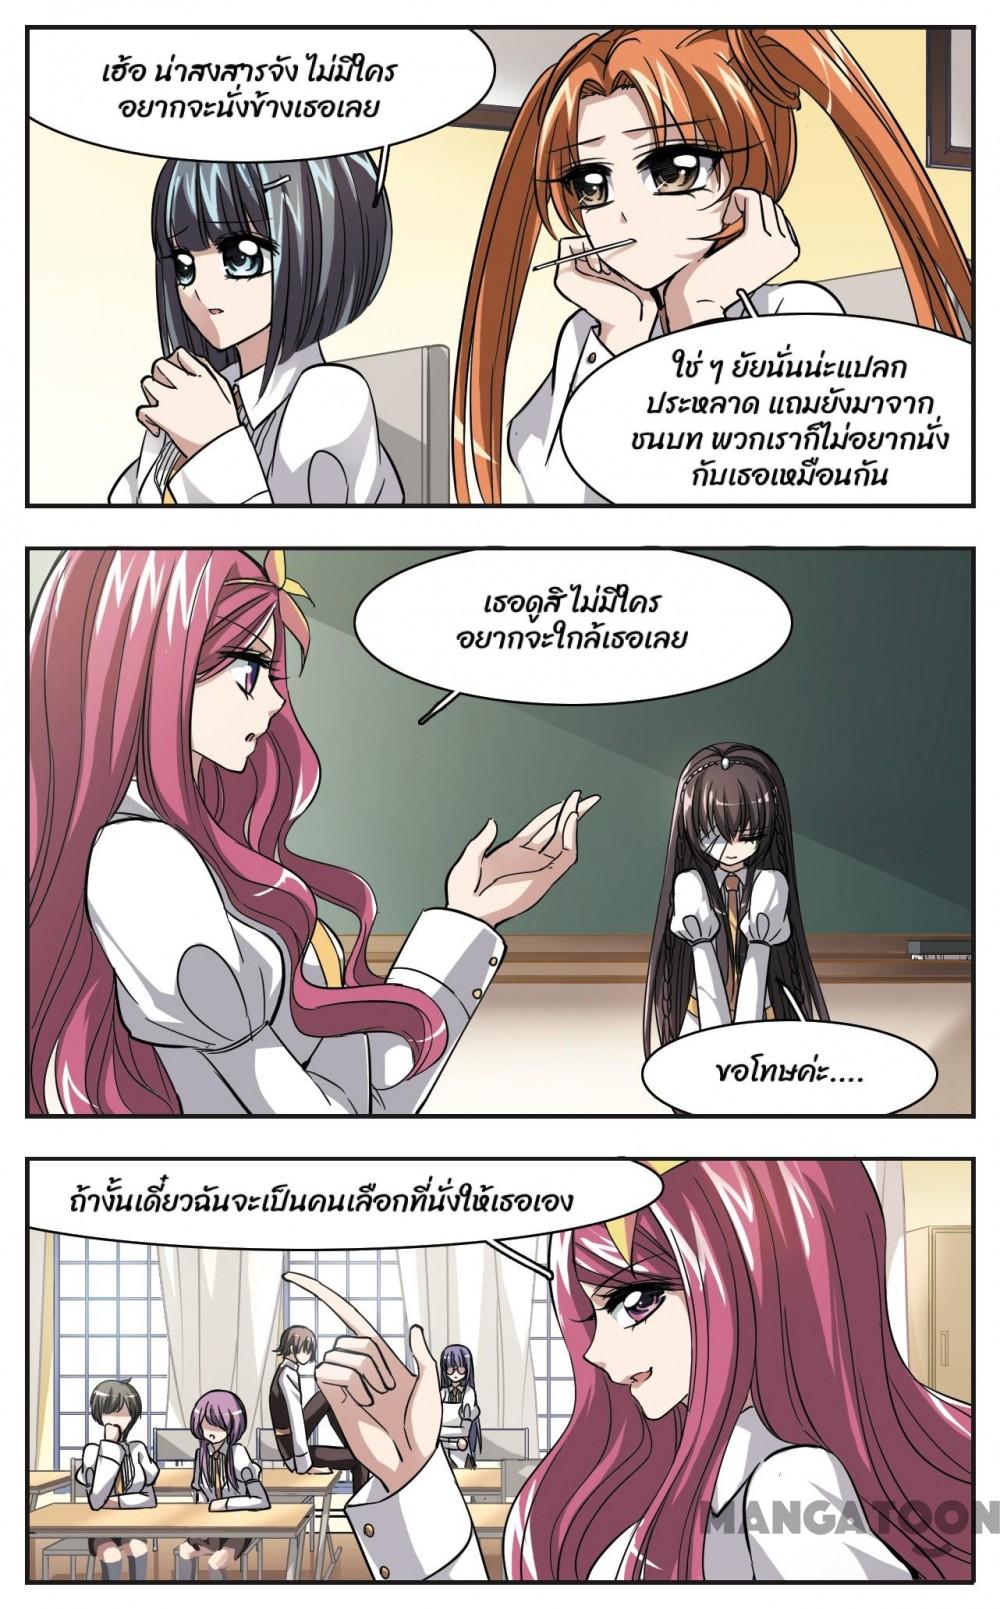 เฮ้อ น่าสงสารจัง ไม่มีใคร
อยากจะนั่งข้างเธอเลย
ใช่ ๆ ยัยนั่นน่ะแปลก
ประหลาด แถมยังมาจาก
ชนบท พวกเราก็ไม่อยากนั่ง
กับเธอเหมือนกัน
เธอดูสิ ไม่มีใคร
อยากจะใกล้เธอเลย
ขอโทษค่ะ....
ถ้างั้นเดี๋ยวฉันจะเป็นคนเลือกที่นั่งให้เธอเอง
MANGATOON